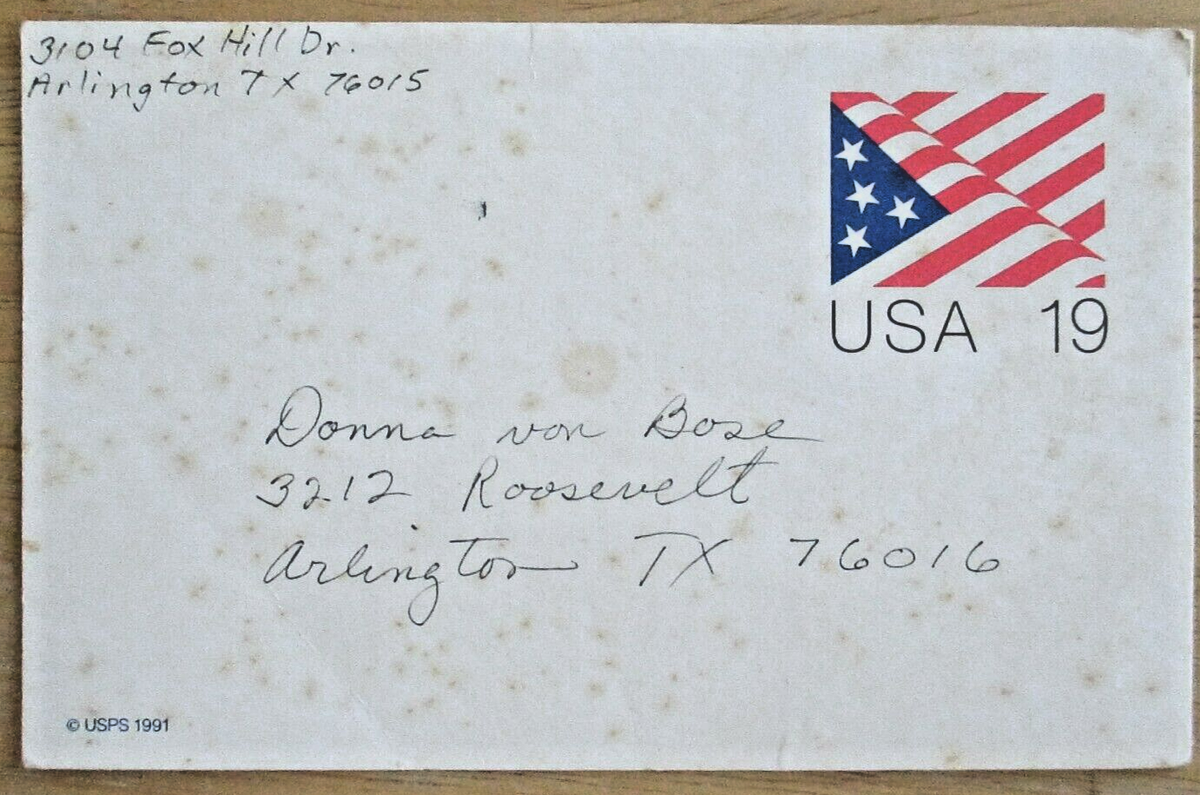 3104 Fox Hill Dr.
Arlington TX 76015
USA 19
Donna von Bose
3212 Roosevelt
Arlington TX 76016
© USPS 1991